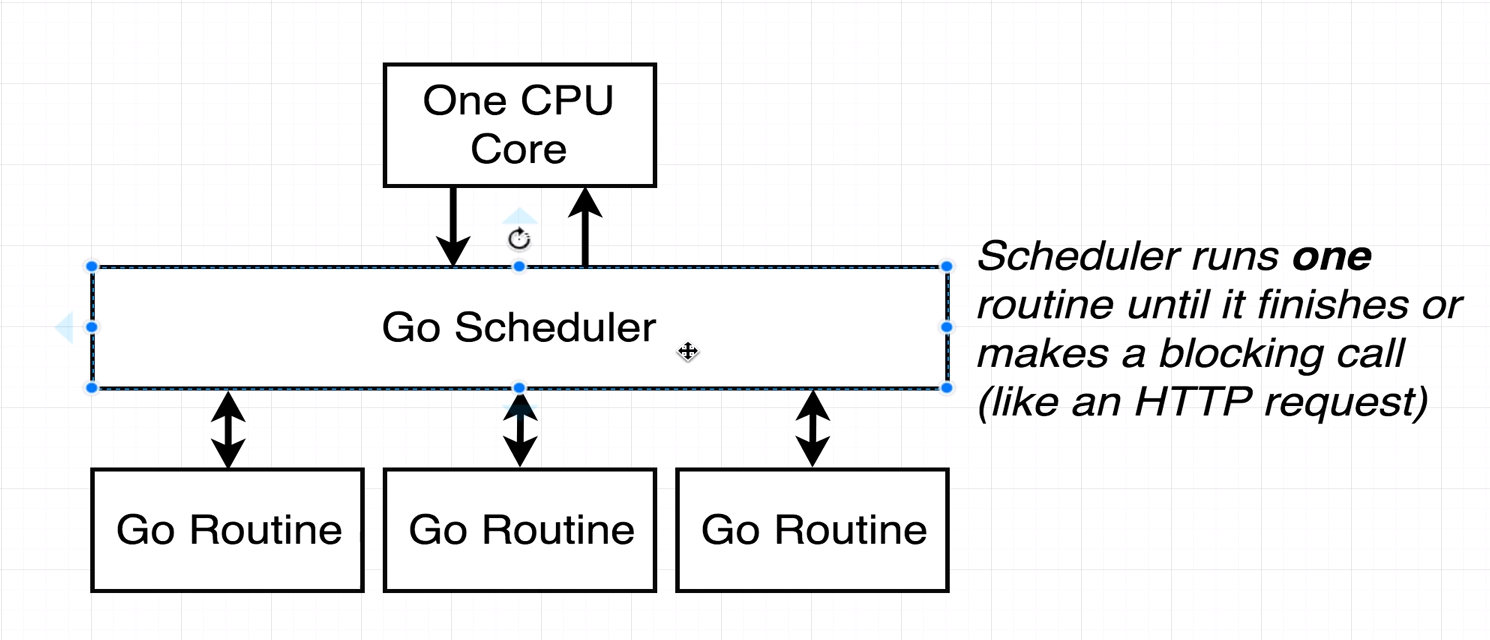 One CPU
Core
Go Scheduler
Scheduler runs one
routine until it finishes or
makes a blocking call
(like an HTTP request)
Go Routine
Go Routine
Go Routine